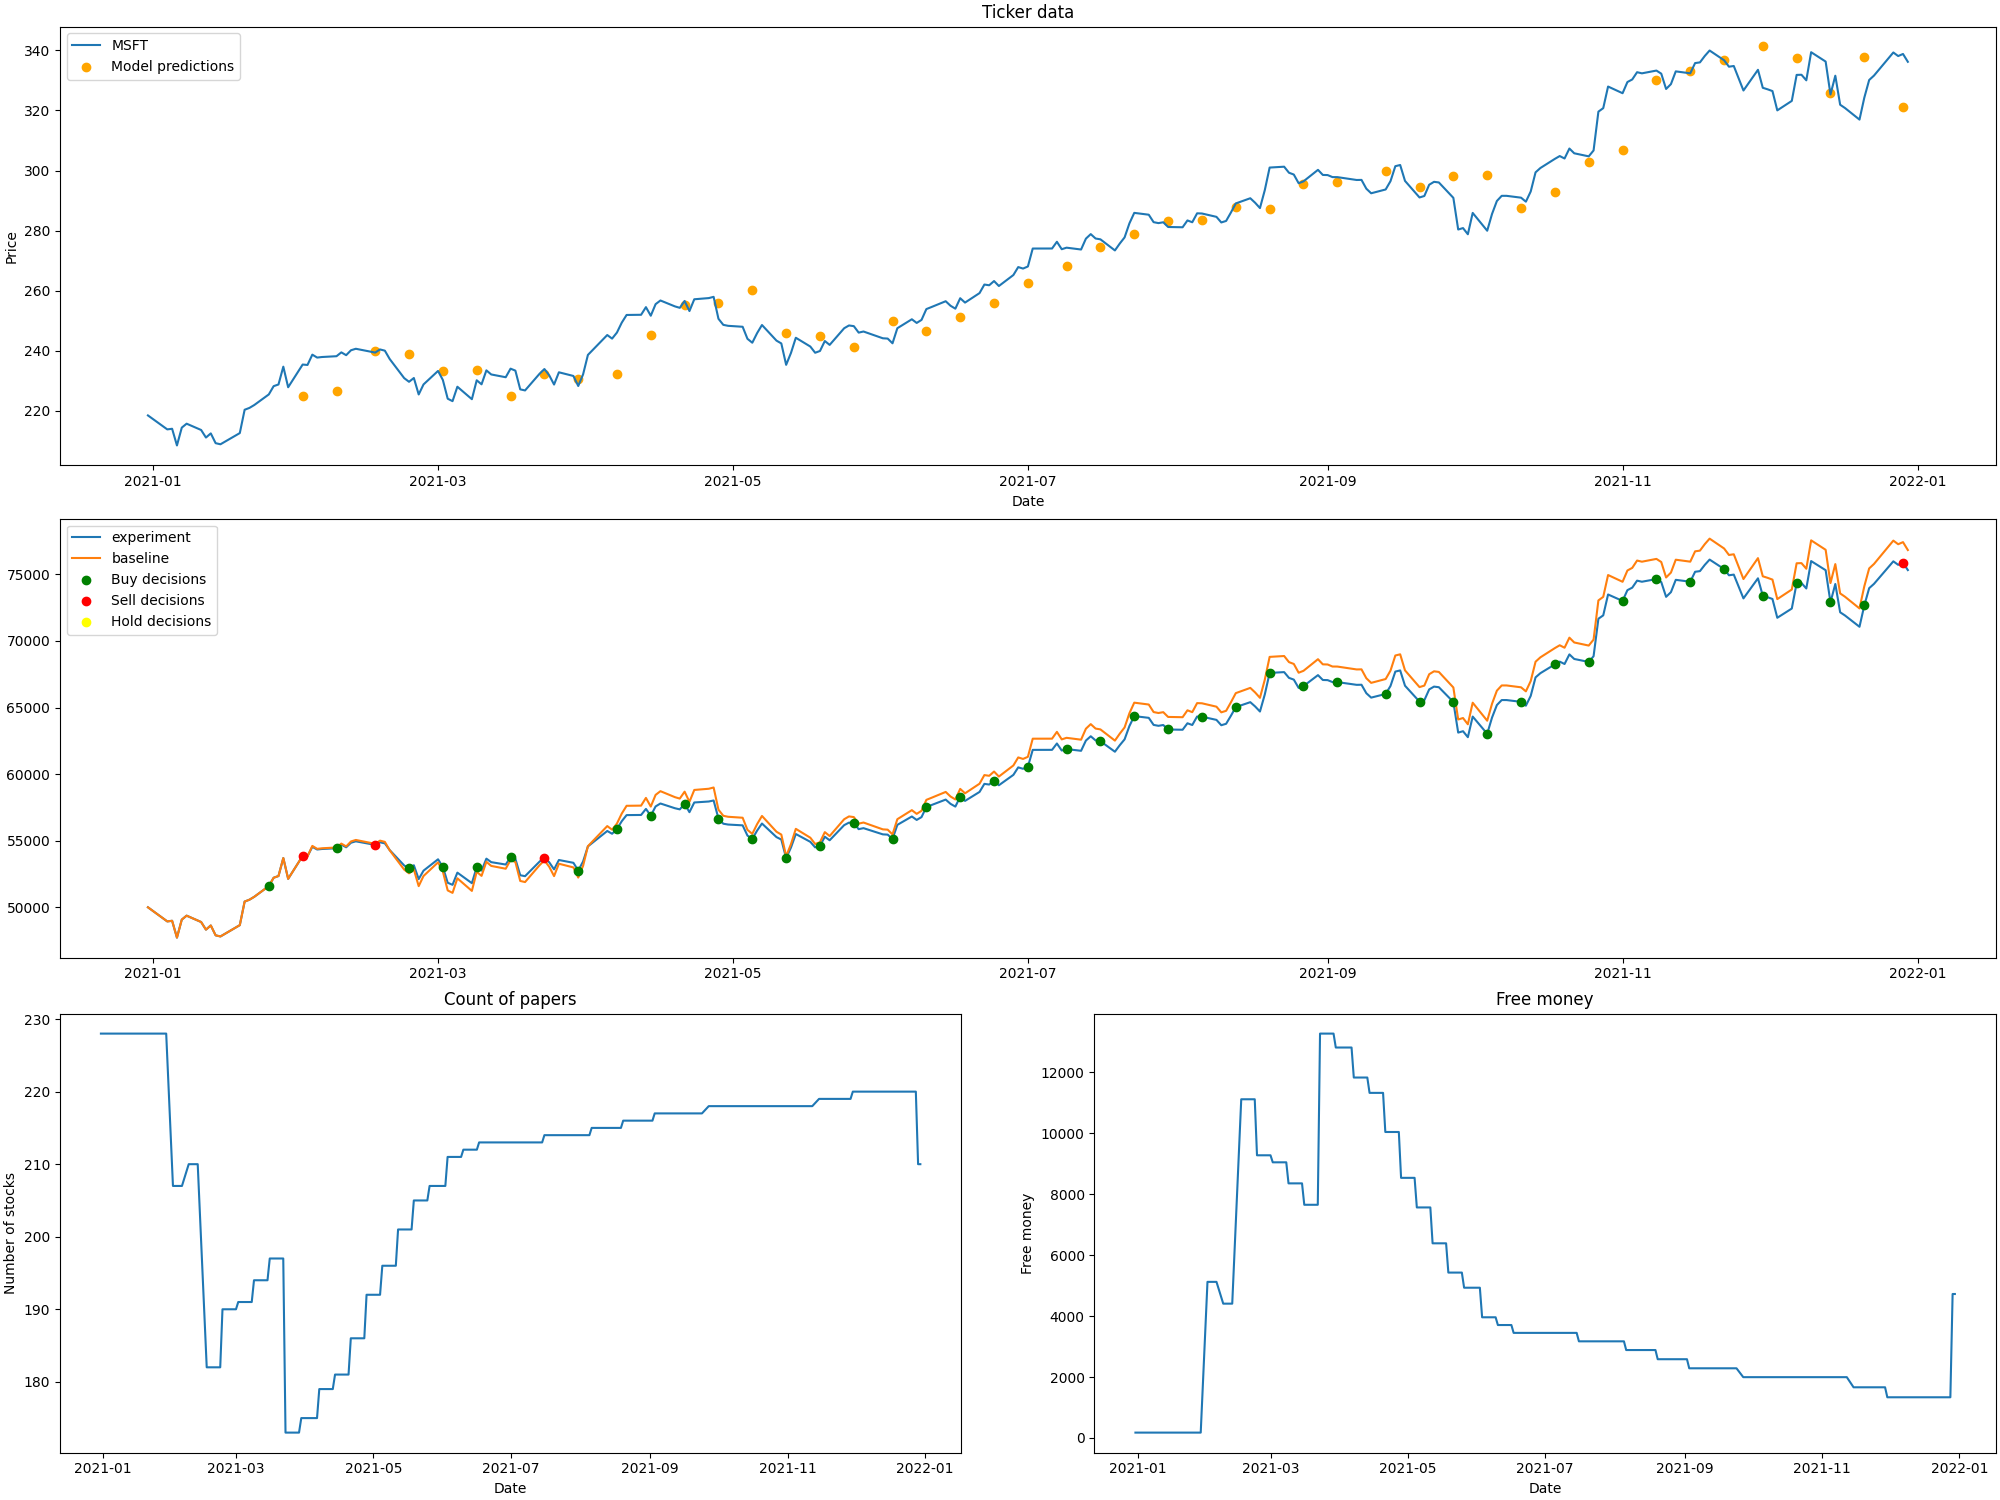 Ticker data
MSFT
Model predictions
340
320
300
280
260
240
220
Price
2021-01 2021-03 2021-05 2021-07 2021-09 2021-11 2022-01
Date
experiment
baseline
Buy decisions
Sell decisions
Hold decisions
75000
70000
65000
60000
55000
50000
2021-01 2021-03 2021-05 2021-07 2021-09 2021-11 2022-01
Count of papers
230
220
210
200
190
180
Number of stocks
2021-01 2021-03 2021-05 2021-07 2021-09 2021-11 2022-01
Date
Free money
12000
10000
8000
6000
4000
2000
0
Free money
2021-01 2021-03 2021-05 2021-07 2021-09 2021-11 2022-01
Date